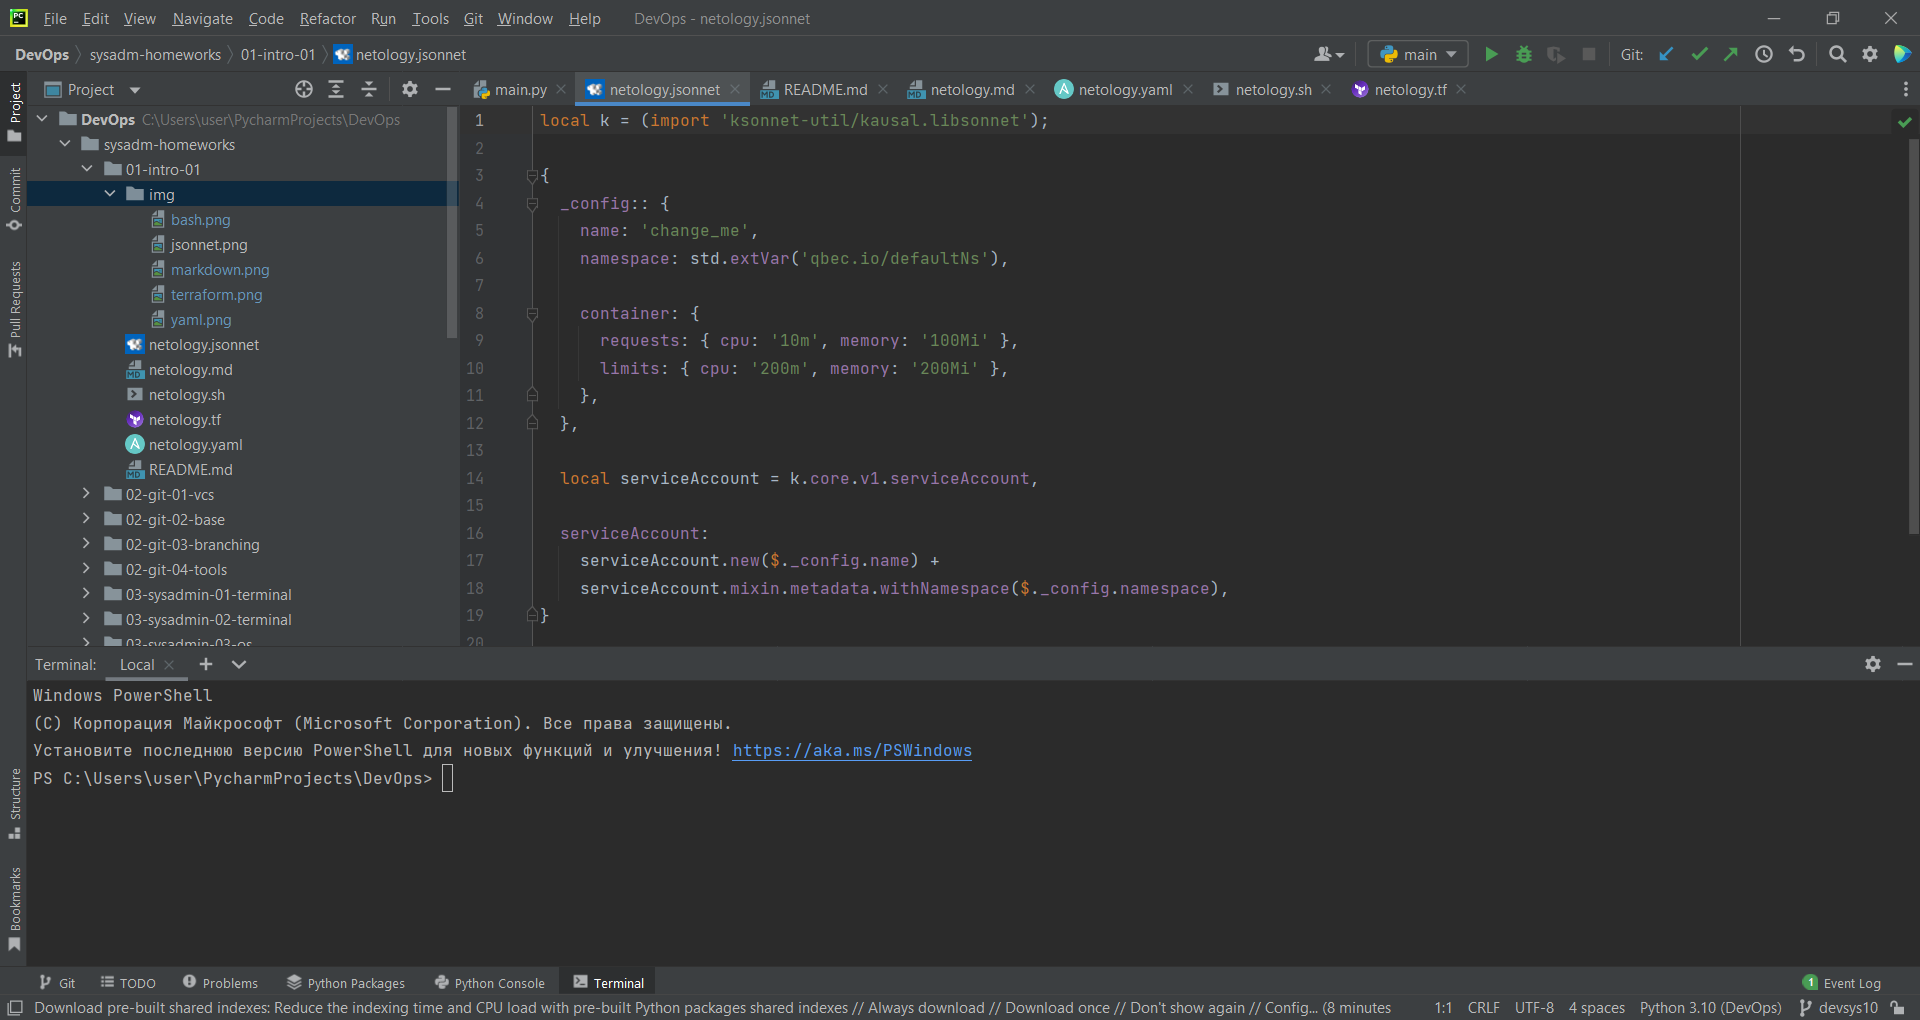 PC File Edit View Navigate Code Refactor Run Tools Git Window Help DevOps - netology.jsonnet
DevOps sysadm-homeworks 01-intro-01 netology.jsonnet main Git:
Project
main.py netology.jsonnet README.md netology.md netology.yaml netology.sh netology.tf
Project
Commit
Pull Requests
Structure
Bookmarks
DevOps C:\Users\user\PycharmProjects\DevOps
sysadm-homeworks
01-intro-01
img
bash.png
jsonnet.png
markdown.png
terraform.png
yaml.png
netology.jsonnet
netology.md
netology.sh
netology.tf
netology.yaml
README.md
02-git-01-vcs
02-git-02-base
02-git-03-branching
02-git-04-tools
03-sysadmin-01-terminal
03-sysadmin-02-terminal
03-sysadmin-03-os
1 local k = (import 'ksonnet-util/kausal.libsonnet');
2
3 {
4 _config:: {
5 name: 'change_me',
6 namespace: std.extVar('qbec.io/defaultNs'),
7
8 container: {
9 requests: { cpu: '10m', memory: '100Mi' },
10 limits: { cpu: '200m', memory: '200Mi' },
11 },
12 },
13
14 local serviceAccount = k.core.v1.serviceAccount,
15
16 serviceAccount:
17 serviceAccount.new($._config.name) +
18 serviceAccount.mixin.metadata.withNamespace($._config.namespace),
19 }
20
Terminal: Local
Windows PowerShell
(C) Корпорация Майкрософт (Microsoft Corporation). Все права защищены.
Установите последнюю версию PowerShell для новых функций и улучшения! https://aka.ms/PSWindows
PS C:\Users\user\PycharmProjects\DevOps>
Git TODO Problems Python Packages Python Console Terminal 1 Event Log
Download pre-built shared indexes: Reduce the indexing time and CPU load with pre-built Python packages shared indexes // Always download // Download once // Don't show again // Config... (8 minutes 1:1 CRLF UTF-8 4 spaces Python 3.10 (DevOps) devsys10